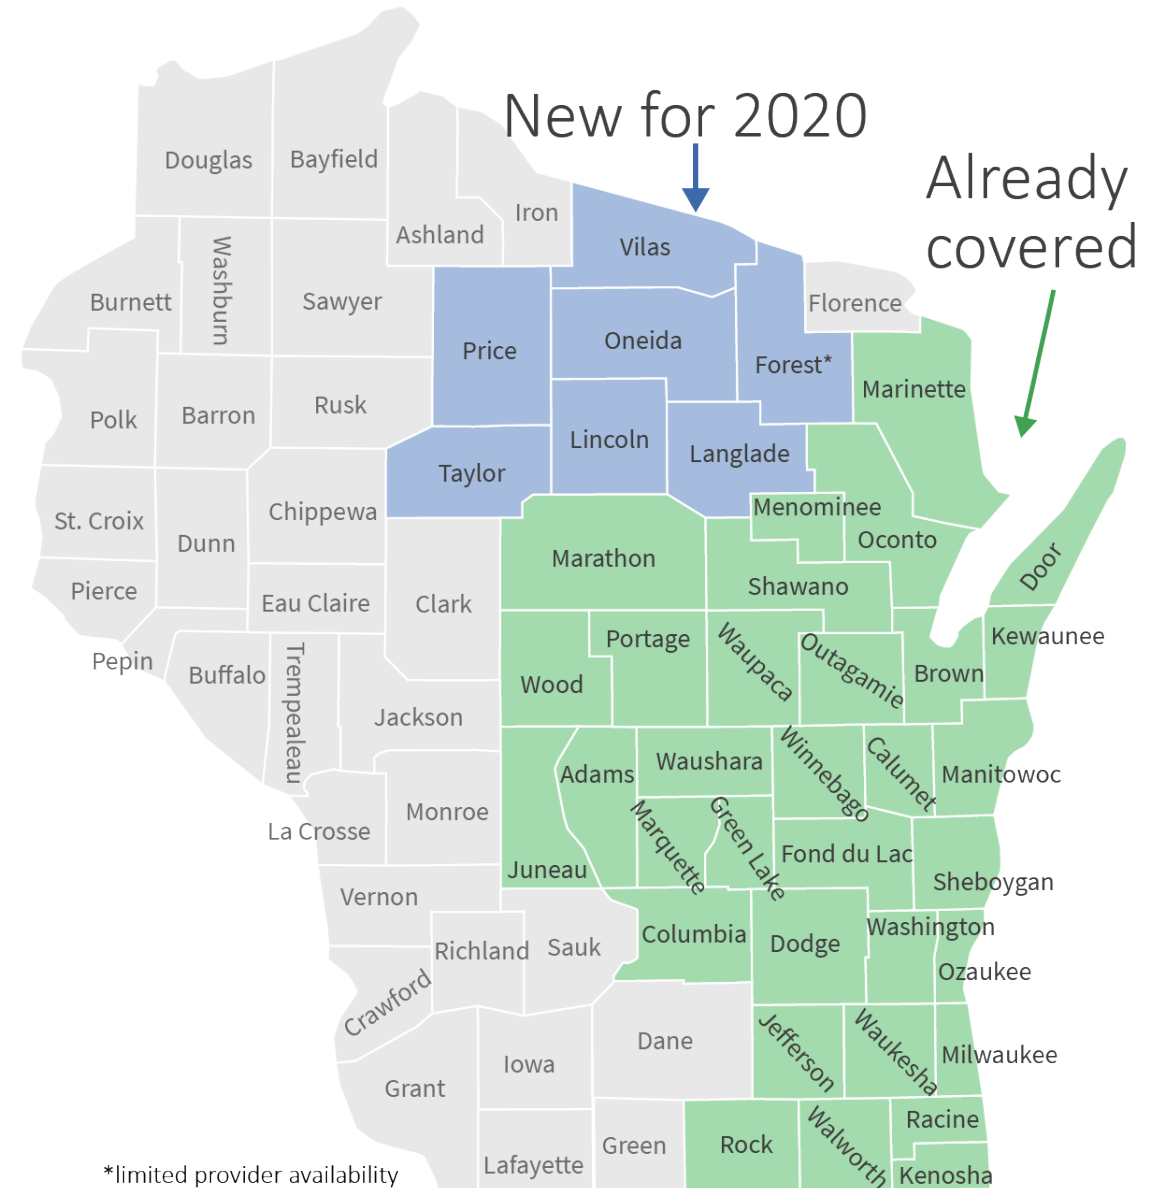 New for 2020
Already
covered
Douglas
Bayfield
Iron
Ashland
Vilas
Washburn
Burnett
Sawyer
Florence
Price
Oneida
Forest*
Marinette
Polk
Barron
Rusk
Lincoln
Langlade
Taylor
Menominee
St. Croix
Chippewa
Oconto
Dunn
Marathon
Door
Pierce
Eau Claire
Clark
Shawano
Pepin
Buffalo
Trempealeau
Portage
Waupaca
Outagamie
Kewaunee
Brown
Wood
Jackson
Adams
Waushara
Winnebago
Calumet
Manitowoc
Monroe
La Crosse
Marquette
Green Lake
Fond du Lac
Juneau
Sheboygan
Vernon
Columbia
Washington
Richland
Sauk
Dodge
Ozaukee
Crawford
Dane
Jefferson
Waukesha
Milwaukee
Iowa
Grant
Racine
Green
Rock
Walworth
Lafayette
Kenosha
*limited provider availability